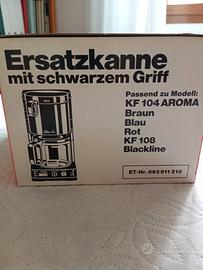 Ersatzkanne
mit schwarzem Griff
Passend zu Modell:
KF 104 AROMA
Braun
Blau
Rot
KF 108
Blackline
ET-Nr. 663 911 210